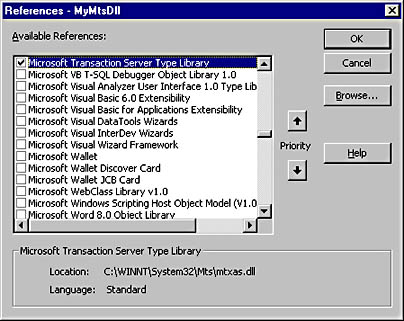 References - MyMtsDll
Available References:
Microsoft Transaction Server Type Library
Microsoft VB T-SQL Debugger Object Library 1.0
Microsoft Visual Analyzer User Interface 1.0 Type Lib
Microsoft Visual Basic 6.0 Extensibility
Microsoft Visual Basic for Applications Extensibility
Microsoft Visual DataTools Wizards
Microsoft Visual InterDev Wizards
Microsoft Visual Wizard Framework
Microsoft Wallet
Microsoft Wallet Discover Card
Microsoft Wallet JCB Card
Microsoft WebClass Library v1.0
Microsoft Windows Scripting Host Object Model (V1.0
Microsoft Word 8.0 Object Library
Priority
OK
Cancel
Browse...
Help
Microsoft Transaction Server Type Library
Location: C:\WINNT\System32\Mts\mtxas.dll
Language: Standard